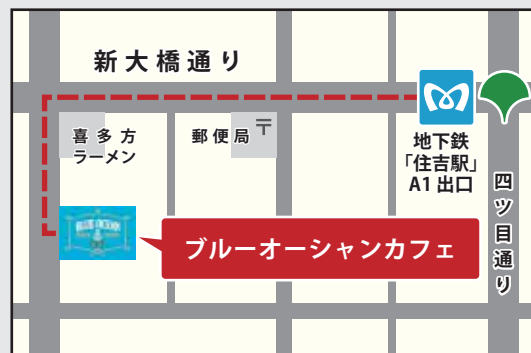 新大橋通り
喜多方
ラーメン
郵便局
〒
地下鉄
「住吉駅」
A1 出口
四ツ目通り
ブルーオーシャンカフェ